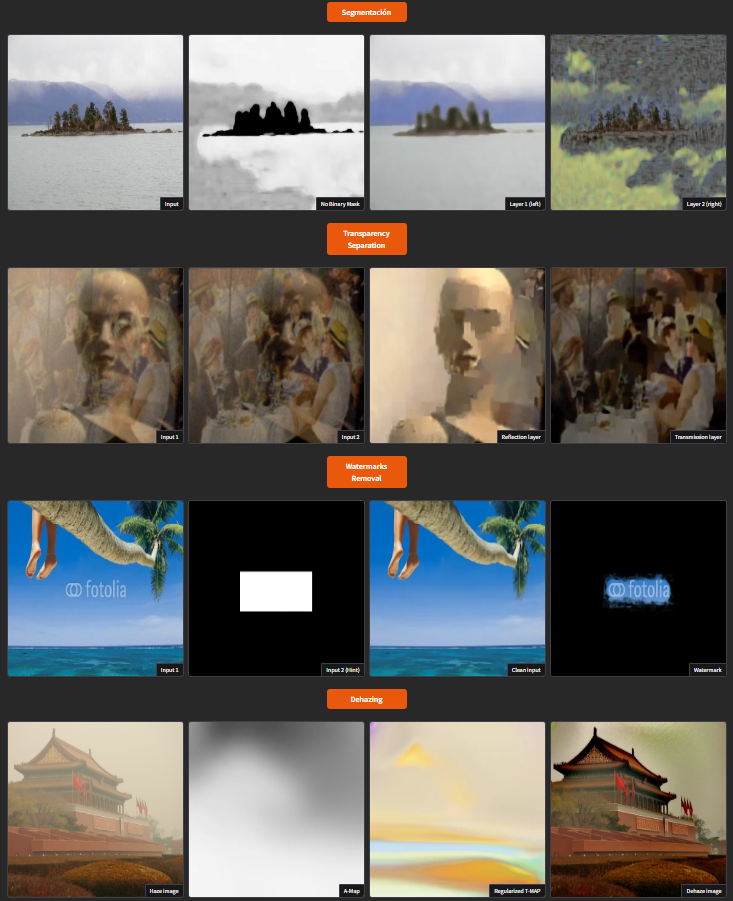 Segmentación
Input
No Binary Mask
Layer 1 (left)
Layer 2 (right)
Transparency
Separation
Input 1
Input 2
Reflection layer
Transmission layer
Watermarks
Removal
fotolia
fotolia
Input 1
Input 2 (Hint)
Clean input
Watermark
Dehazing
Haze image
A-Map
Regularized T-MAP
Dehaze image